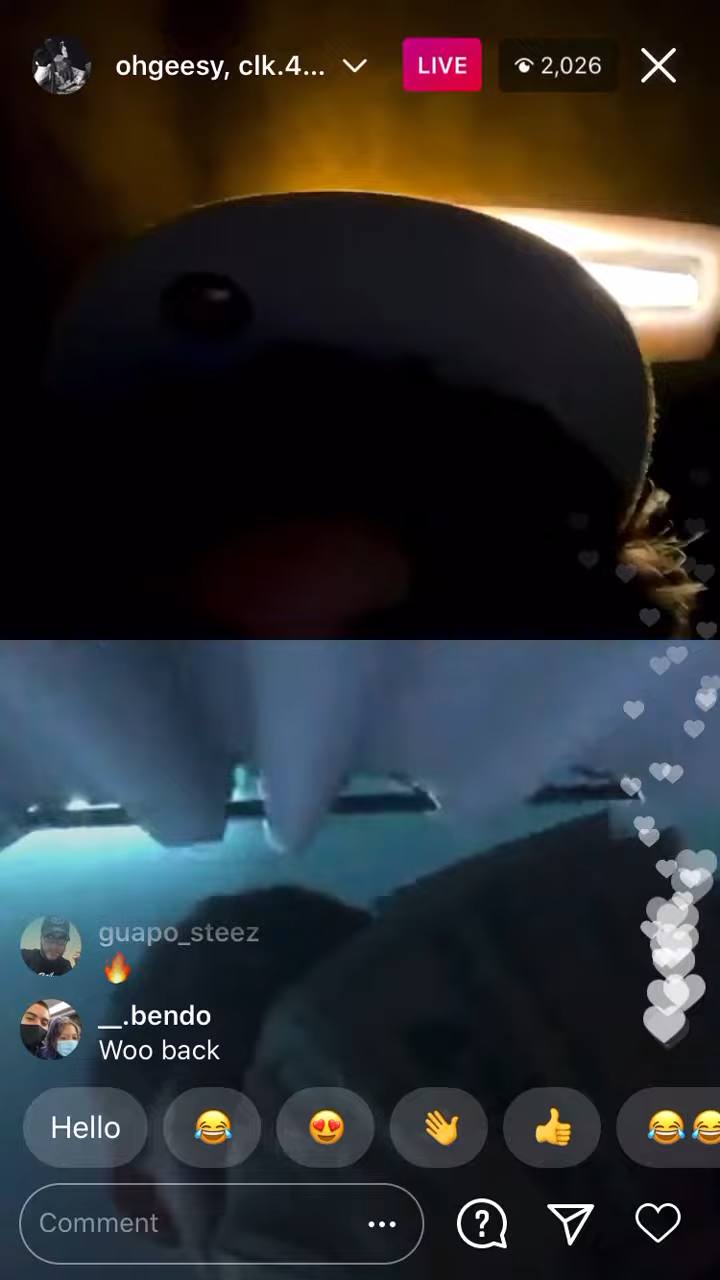 ohgeesy, clk.4...
LIVE
2,026
guapo_steez
🔥
__.bendo
Woo back
Hello
😂
😍
👋
👍
😂😂
Comment